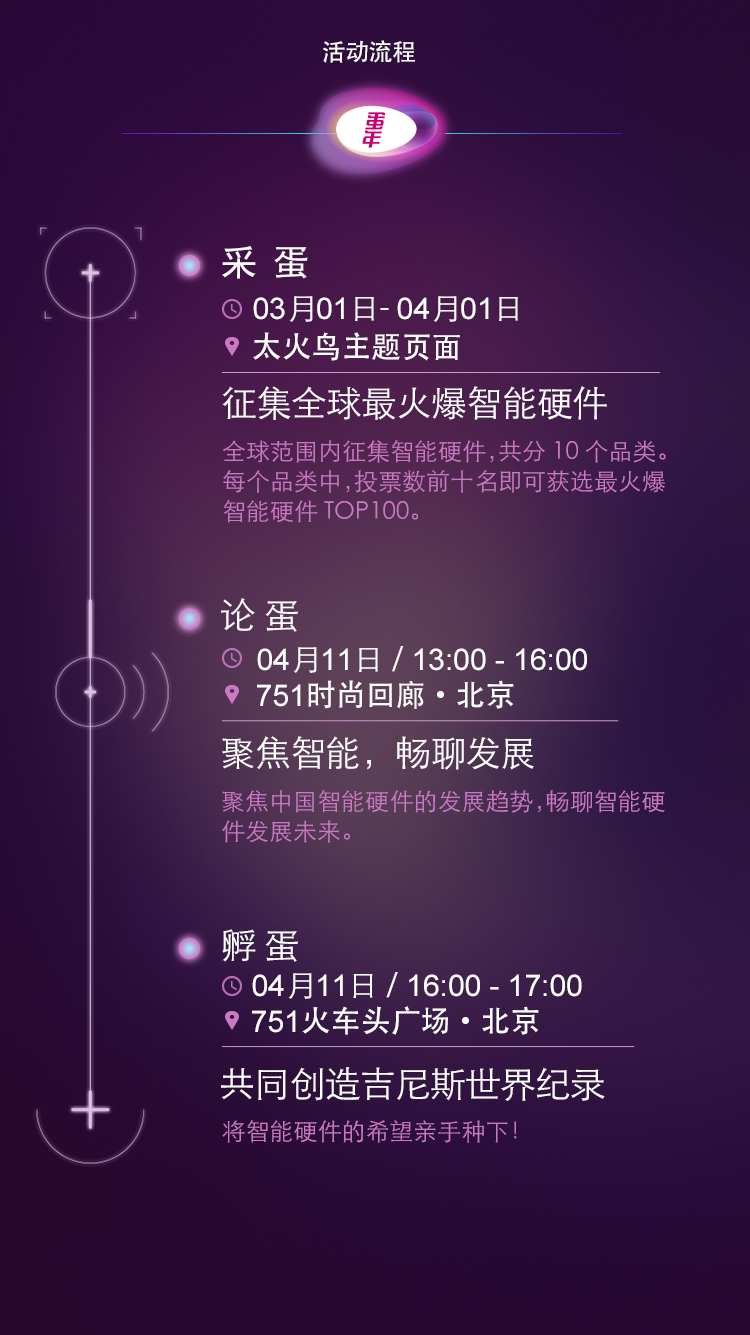 活动流程
采 蛋
03月01日- 04月01日
太火鸟主题页面
征集全球最火爆智能硬件
全球范围内征集智能硬件,共分 10 个品类。
每个品类中,投票数前十名即可获选最火爆
智能硬件 TOP100。
论 蛋
04月11日 / 13:00 - 16:00
751时尚回廊·北京
聚焦智能，畅聊发展
聚焦中国智能硬件的发展趋势,畅聊智能硬
件发展未来。
孵 蛋
04月11日 / 16:00 - 17:00
751火车头广场·北京
共同创造吉尼斯世界纪录
将智能硬件的希望亲手种下！